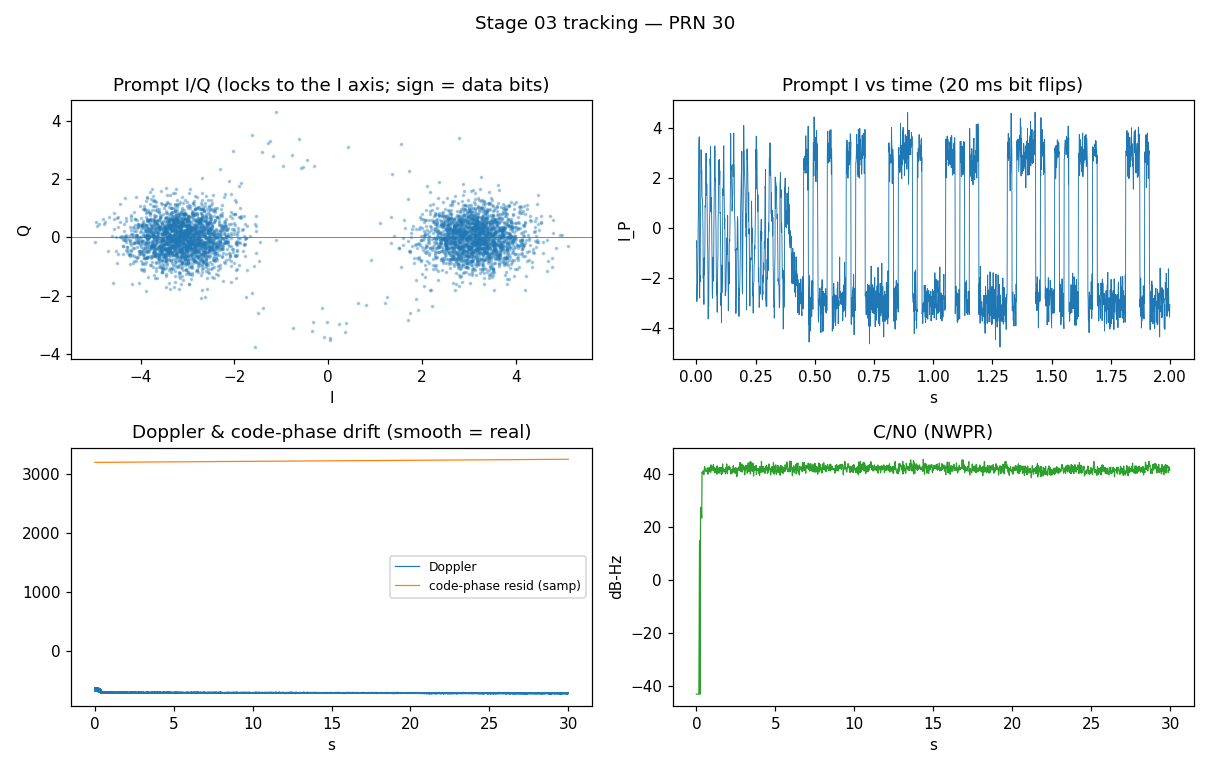 Stage 03 tracking — PRN 30
Prompt I/Q (locks to the I axis; sign = data bits)
4
2
0
−2
−4
Q
−4 −2 0 2 4
I
Prompt I vs time (20 ms bit flips)
4
2
0
−2
−4
I_P
0.00 0.25 0.50 0.75 1.00 1.25 1.50 1.75 2.00
s
Doppler & code-phase drift (smooth = real)
3000
2000
1000
0
Doppler
code-phase resid (samp)
0 5 10 15 20 25 30
s
C/N0 (NWPR)
40
20
0
−20
−40
dB-Hz
0 5 10 15 20 25 30
s